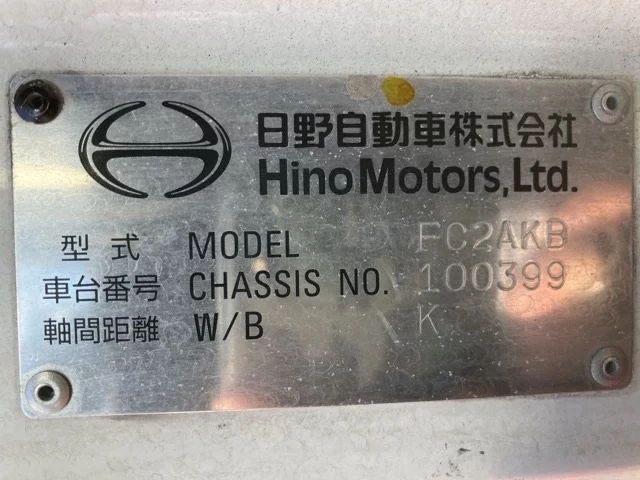 日野自動車株式会社
Hino Motors, Ltd.
型式 MODEL FC2AKB
車台番号 CHASSIS NO. 100399
軸間距離 W/B K